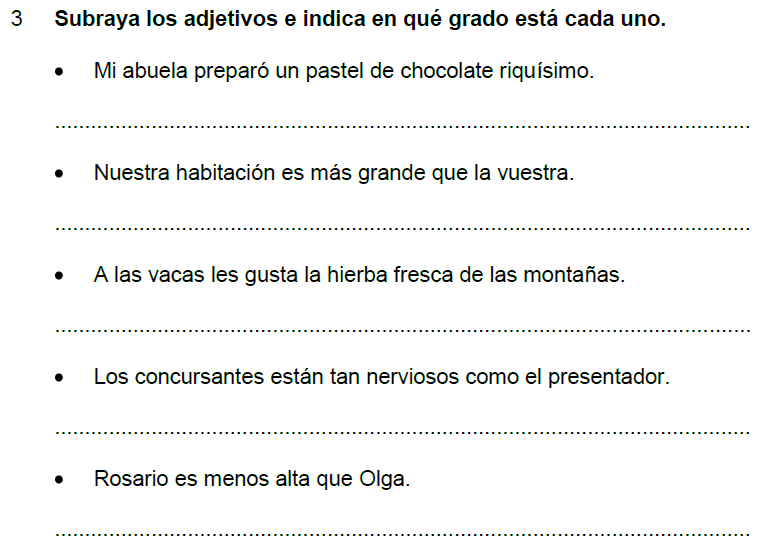 3 Subraya los adjetivos e indica en qué grado está cada uno.
• Mi abuela preparó un pastel de chocolate riquísimo.
....................................................................................................................
• Nuestra habitación es más grande que la vuestra.
....................................................................................................................
• A las vacas les gusta la hierba fresca de las montañas.
....................................................................................................................
• Los concursantes están tan nerviosos como el presentador.
....................................................................................................................
• Rosario es menos alta que Olga.
....................................................................................................................